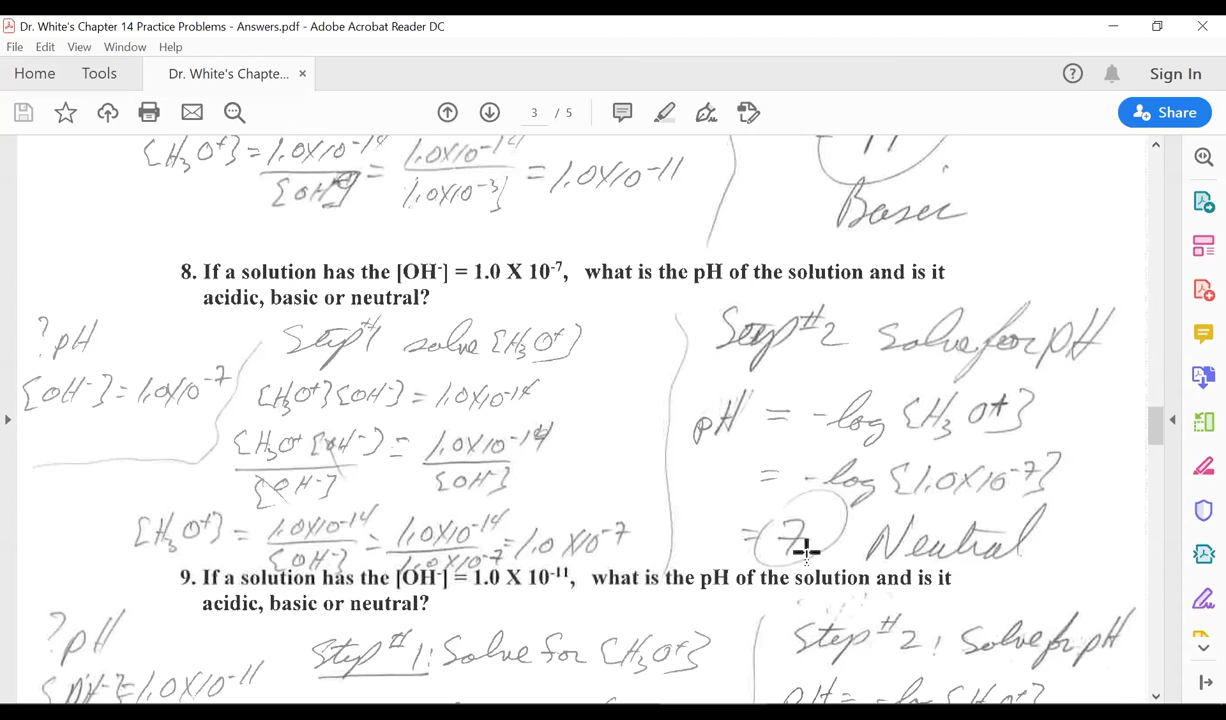 Dr. White's Chapter 14 Practice Problems - Answers.pdf - Adobe Acrobat Reader DC
File Edit View Window Help
Home Tools Dr. White's Chapte... × Sign In
3 / 5 Share
[H3O+] = 1.0X10-14 = 1.0X10-14 = 1.0X10-11
[OH-] [1.0X10-3]
11
Basic
8. If a solution has the [OH-] = 1.0 X 10-7, what is the pH of the solution and is it
acidic, basic or neutral?
? pH
[OH-] = 1.0X10-7
Step #1 solve [H3O+]
[H3O+][OH-] = 1.0X10-14
[H3O+][OH-] = 1.0X10-14
[OH-] [OH-]
[H3O+] = 1.0X10-14 = 1.0X10-14 = 1.0X10-7
[OH-] 1.0X10-7
Step #2 Solve for pH
pH = -log [H3O+]
= -log [1.0X10-7]
= 7 Neutral
9. If a solution has the [OH-] = 1.0 X 10-11, what is the pH of the solution and is it
acidic, basic or neutral?
? pH
[OH-] = 1.0X10-11
Step #1: Solve for [H3O+]
Step #2: Solve for pH
pH = -log [H3O+]